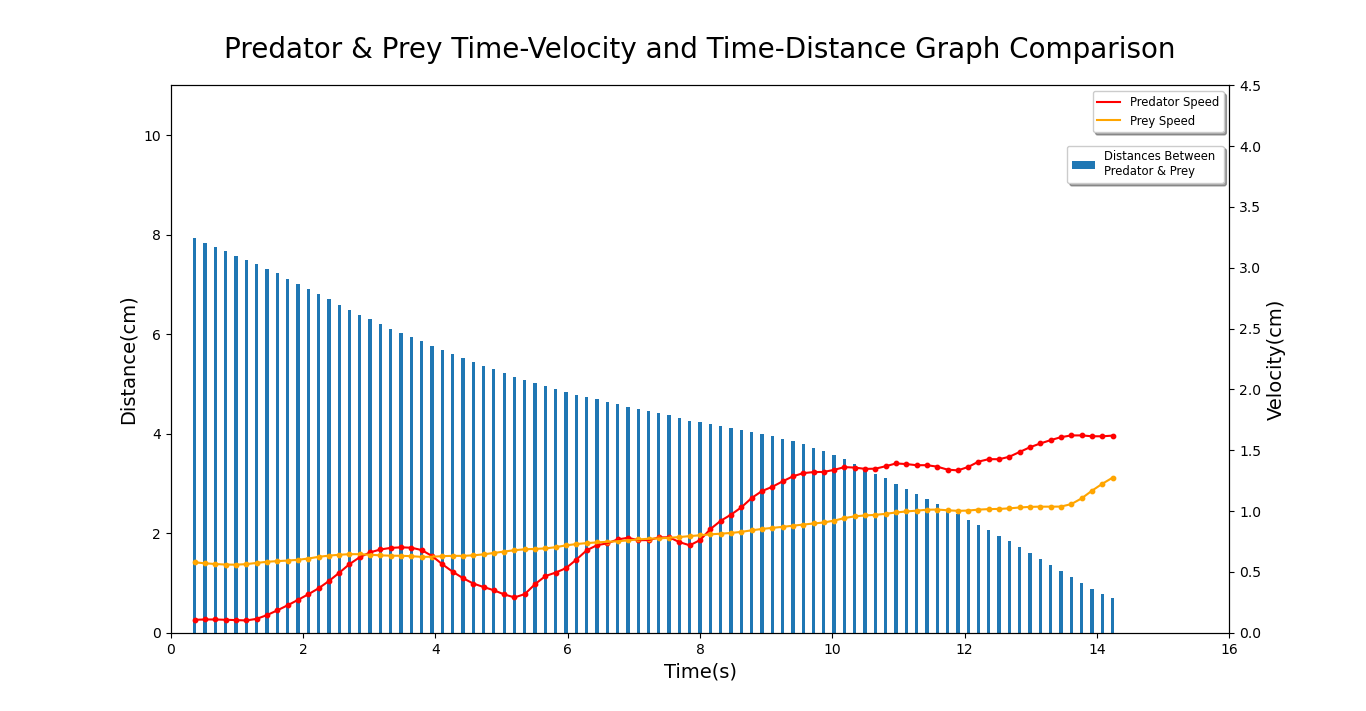 Predator & Prey Time-Velocity and Time-Distance Graph Comparison
Predator Speed
Prey Speed
Distances Between
Predator & Prey
Distance(cm)
10
8
6
4
2
0
4.5
4.0
3.5
3.0
2.5
2.0
1.5
1.0
0.5
0.0
Velocity(cm)
0 2 4 6 8 10 12 14 16
Time(s)